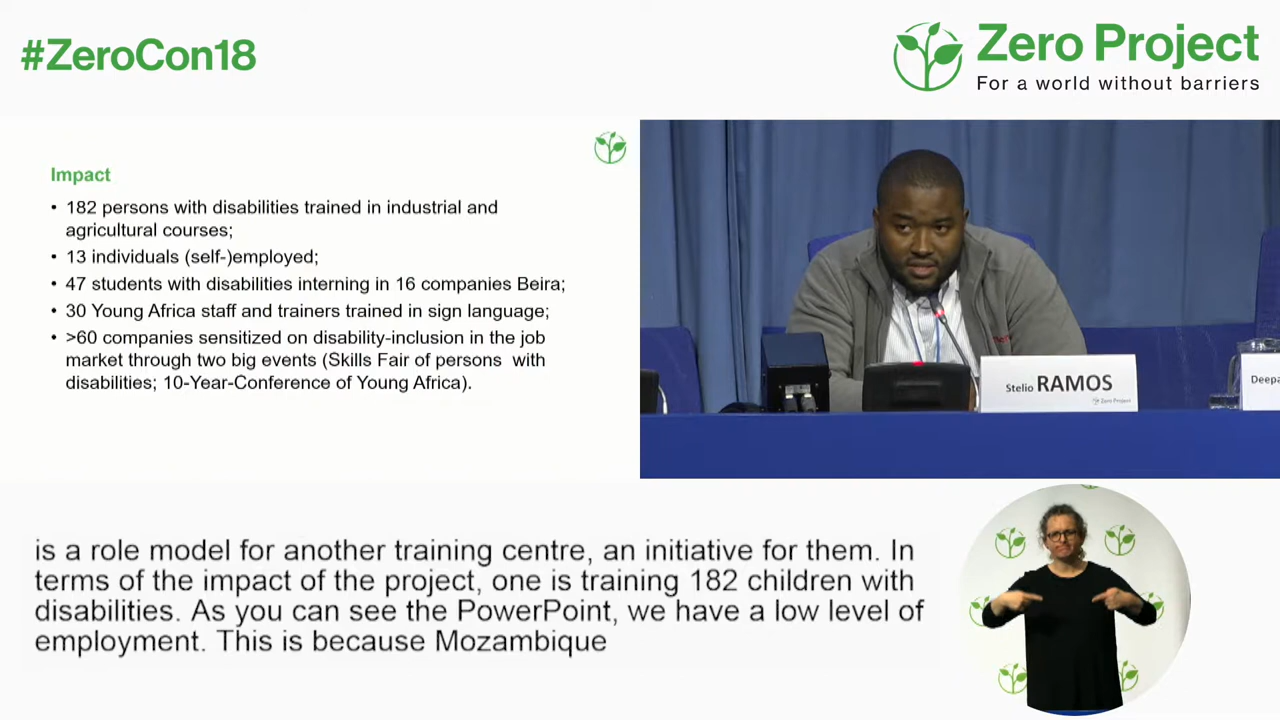 #ZeroCon18
Zero Project
For a world without barriers
Impact
• 182 persons with disabilities trained in industrial and
agricultural courses;
• 13 individuals (self-)employed;
• 47 students with disabilities interning in 16 companies Beira;
• 30 Young Africa staff and trainers trained in sign language;
• >60 companies sensitized on disability-inclusion in the job
market through two big events (Skills Fair of persons with
disabilities; 10-Year-Conference of Young Africa).
Stelio RAMOS
Zero Project
Deepa
is a role model for another training centre, an initiative for them. In
terms of the impact of the project, one is training 182 children with
disabilities. As you can see the PowerPoint, we have a low level of
employment. This is because Mozambique